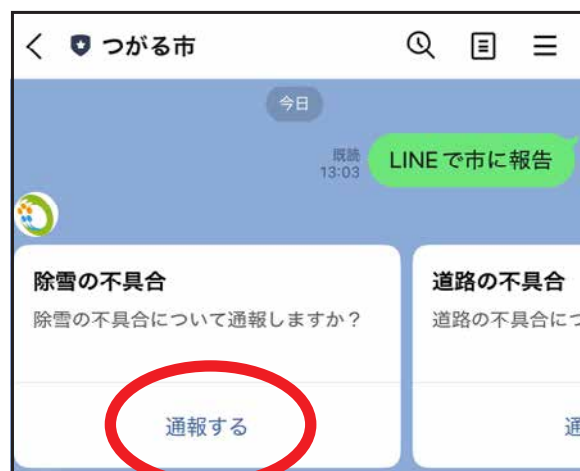 つがる市
今日
既読
13:03
LINEで市に報告
除雪の不具合
除雪の不具合について通報しますか？
通報する
道路の不具合
道路の不具合につ
通